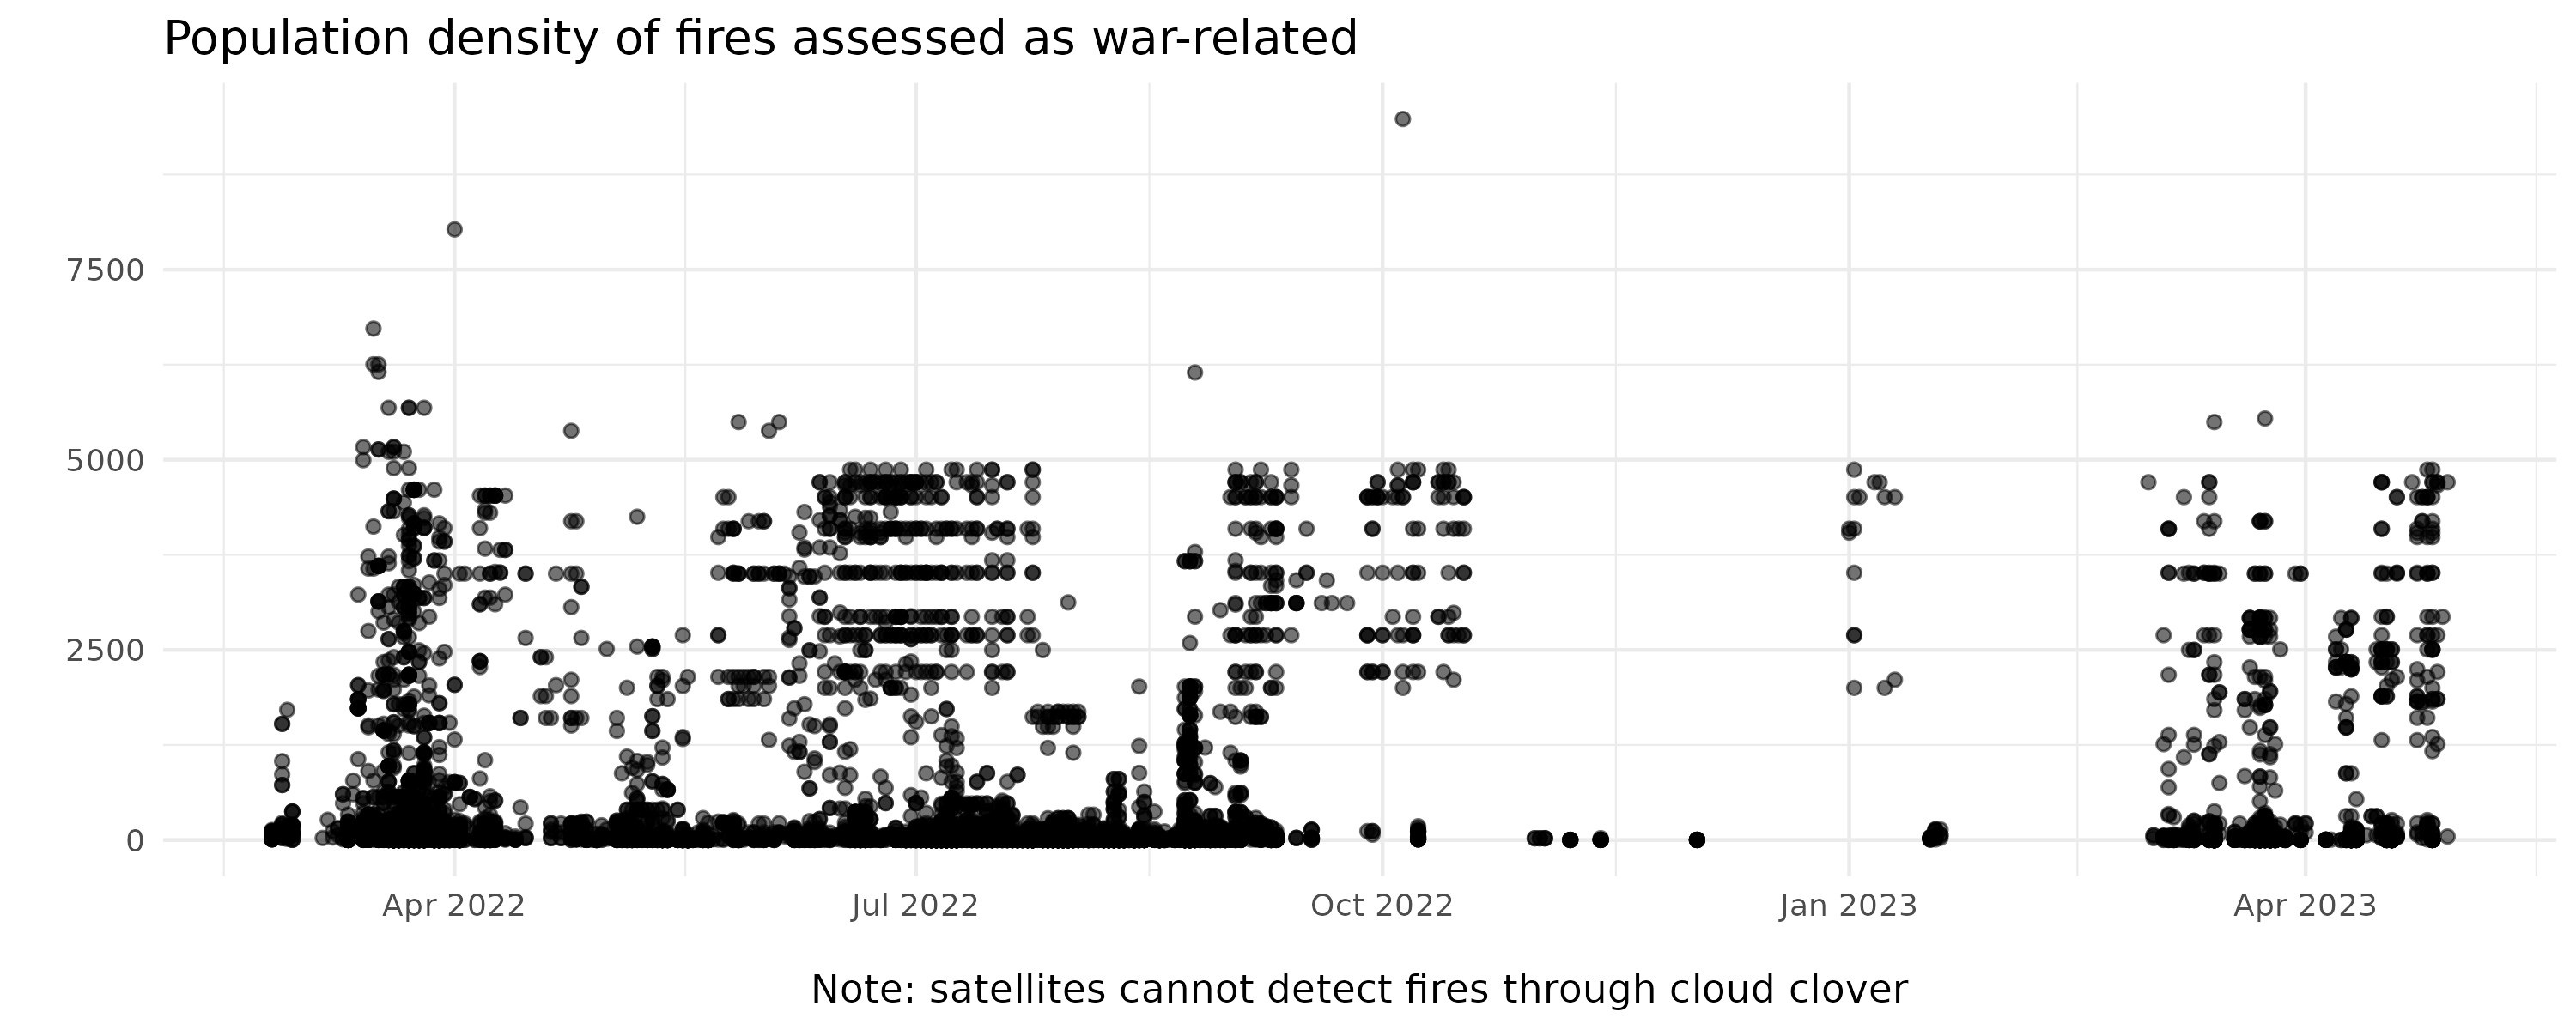 Population density of fires assessed as war-related
7500
5000
2500
0
Apr 2022
Jul 2022
Oct 2022
Jan 2023
Apr 2023
Note: satellites cannot detect fires through cloud clover